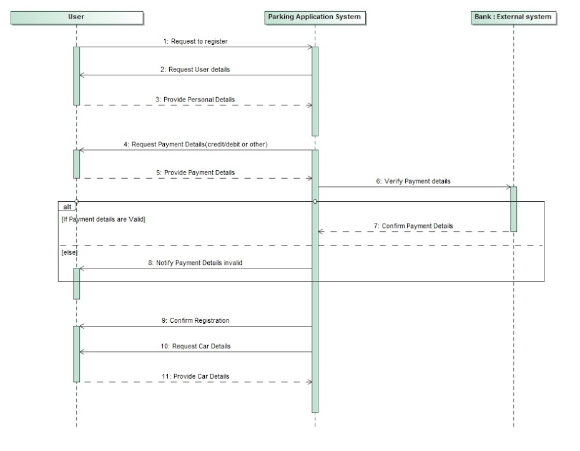 User
Parking Application System
Bank : External system
1: Request to register
2: Request User details
3: Provide Personal Details
4: Request Payment Details(credit/debit or other)
5: Provide Payment Details
6: Verify Payment details
alt
[If Payment details are Valid]
7: Confirm Payment Details
[else]
8: Notify Payment Details invalid
9: Confirm Registration
10: Request Car Details
11: Provide Car Details